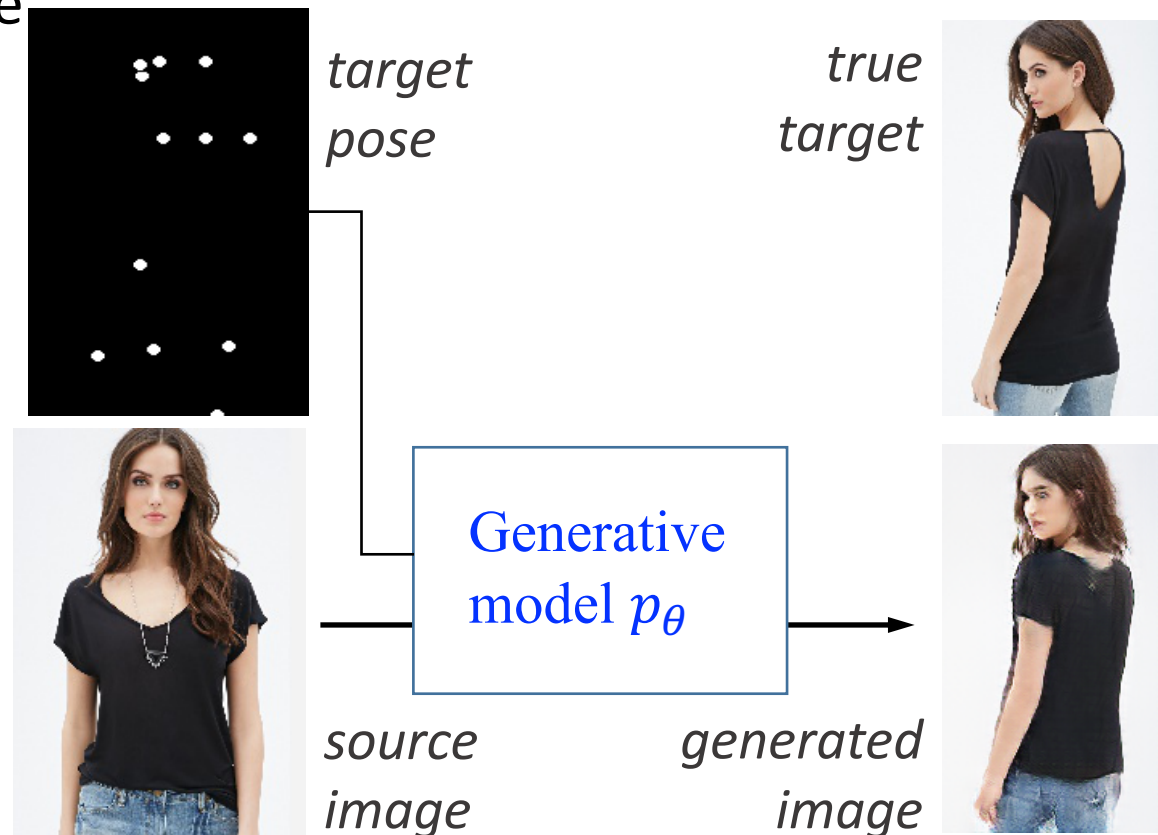 e
target
pose
true
target
Generative
model pθ
source
image
generated
image